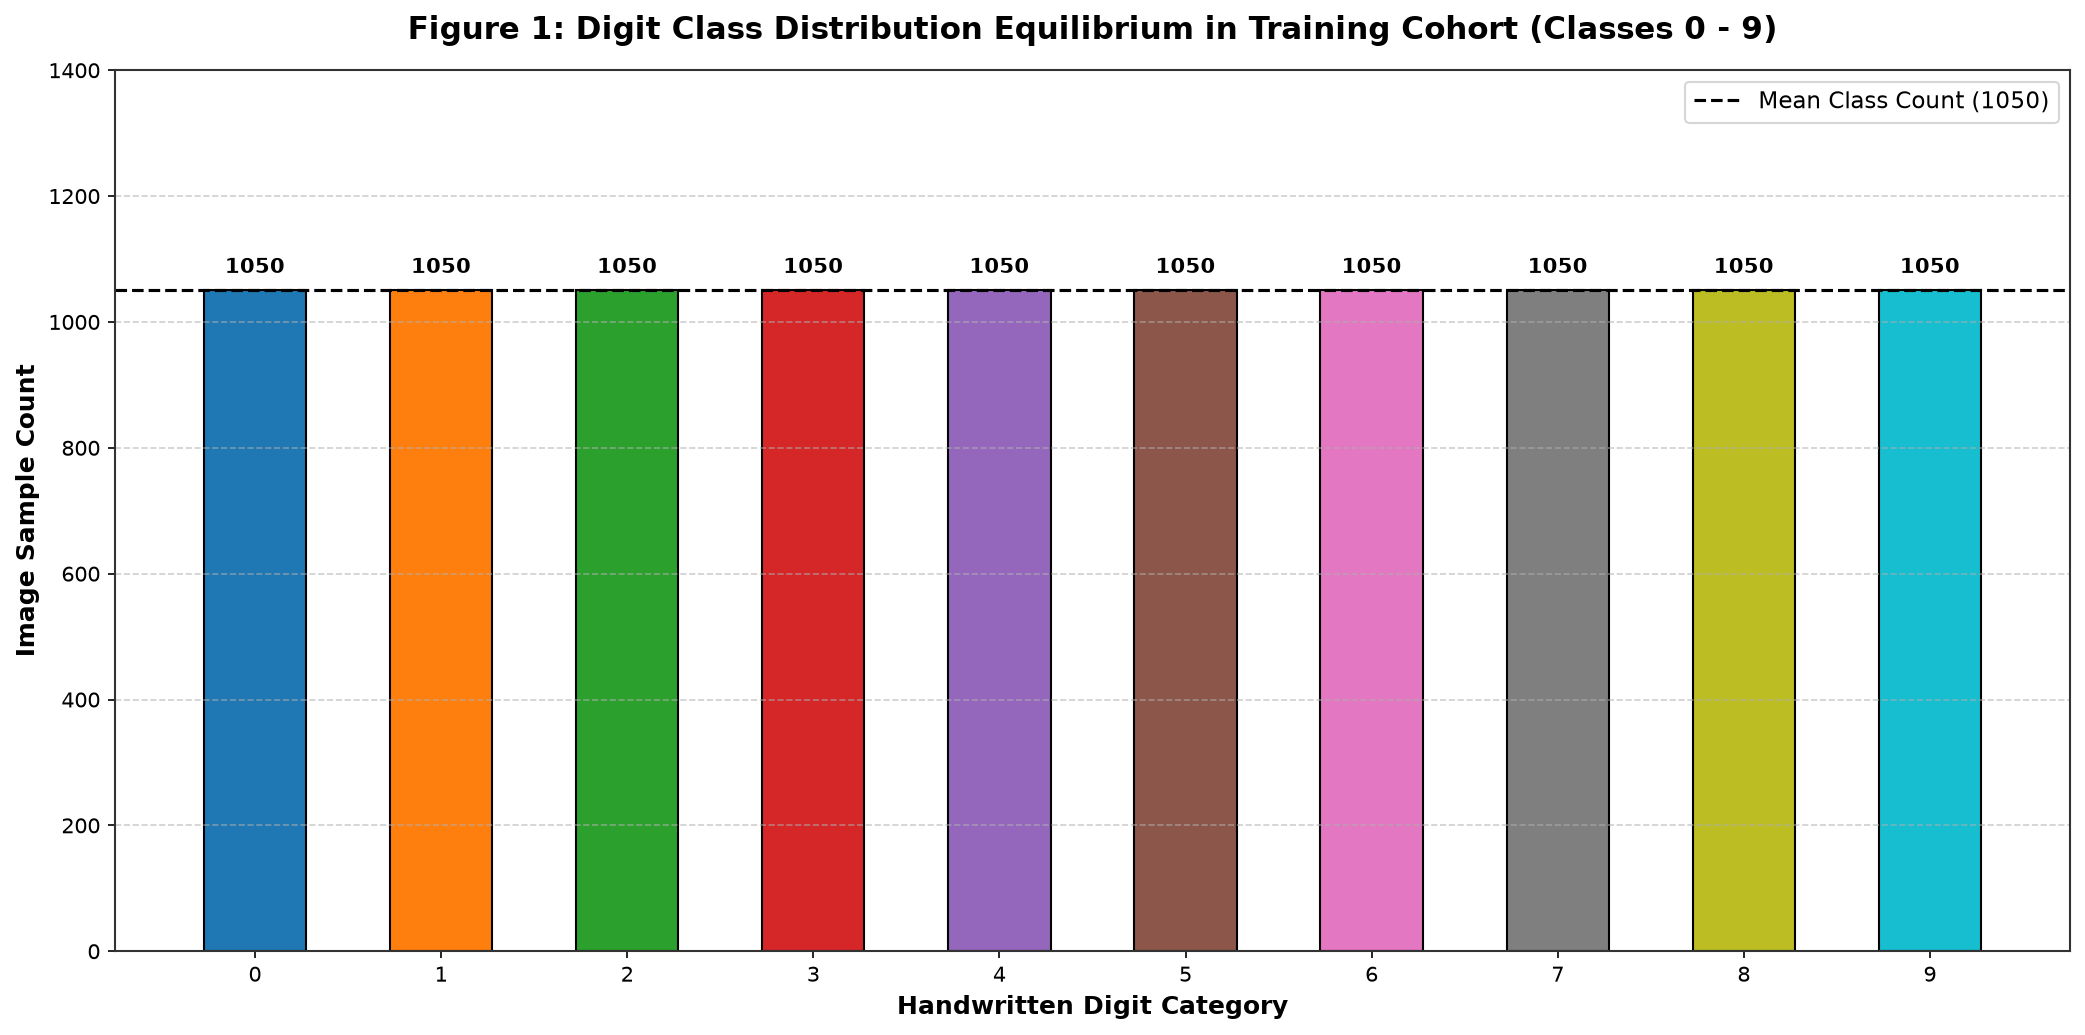 Figure 1: Digit Class Distribution Equilibrium in Training Cohort (Classes 0 - 9)
1400
Mean Class Count (1050)
1200
1050 1050 1050 1050 1050 1050 1050 1050 1050 1050
1000
800
600
400
200
0
Image Sample Count
0 1 2 3 4 5 6 7 8 9
Handwritten Digit Category